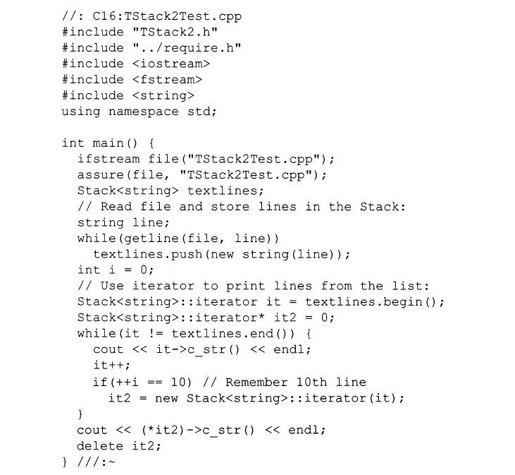 //: C16:TStack2Test.cpp
#include "TStack2.h"
#include "../require.h"
#include <iostream>
#include <fstream>
#include <string>
using namespace std;

int main() {
  ifstream file("TStack2Test.cpp");
  assure(file, "TStack2Test.cpp");
  Stack<string> textlines;
  // Read file and store lines in the Stack:
  string line;
  while(getline(file, line))
    textlines.push(new string(line));
  int i = 0;
  // Use iterator to print lines from the list:
  Stack<string>::iterator it = textlines.begin();
  Stack<string>::iterator* it2 = 0;
  while(it != textlines.end()) {
    cout << it->c_str() << endl;
    it++;
    if(++i == 10) // Remember 10th line
      it2 = new Stack<string>::iterator(it);
  }
  cout << (*it2)->c_str() << endl;
  delete it2;
} ///:~